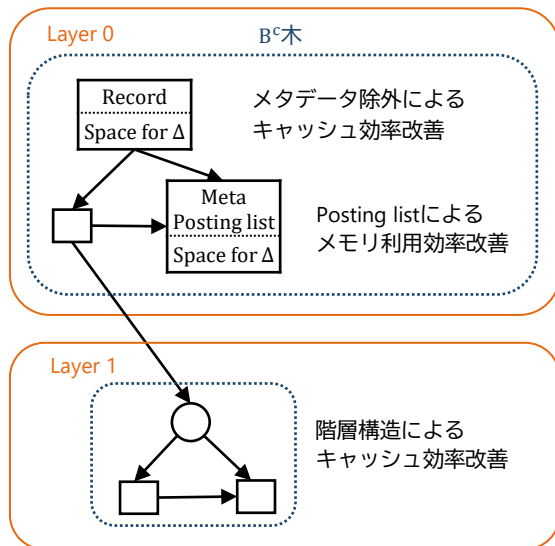 Layer 0
Bᶜ木
Record
Space for Δ
メタデータ除外による
キャッシュ効率改善
Meta
Posting list
Space for Δ
Posting listによる
メモリ利用効率改善
Layer 1
階層構造による
キャッシュ効率改善